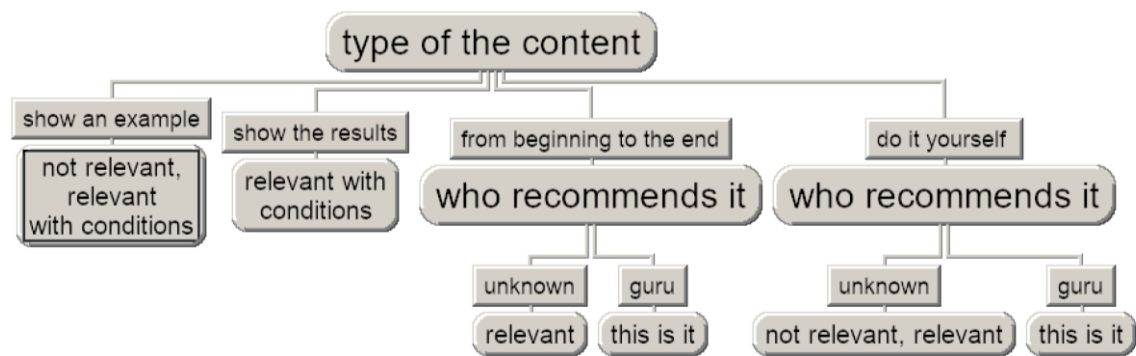 type of the content
show an example
show the results
from beginning to the end
do it yourself
not relevant,
relevant
with conditions
relevant with
conditions
who recommends it
who recommends it
unknown
guru
unknown
guru
relevant
this is it
not relevant, relevant
this is it